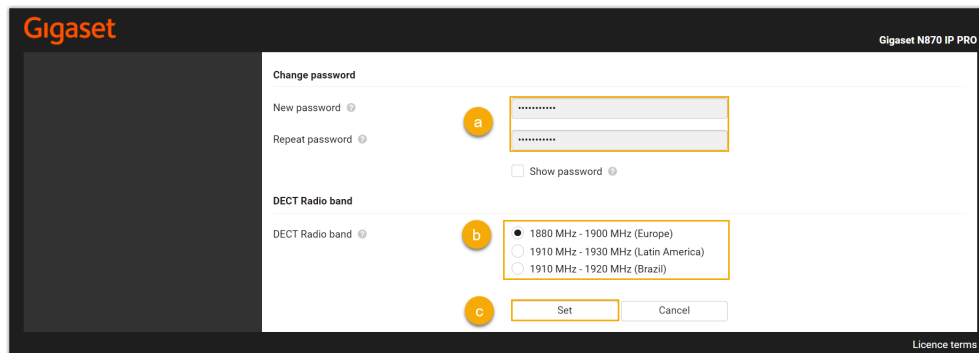 Gigaset
Gigaset N870 IP PRO
Change password
New password ?
•••••••••••
a
Repeat password ?
•••••••••••
Show password ?
DECT Radio band
DECT Radio band ?
b
1880 MHz - 1900 MHz (Europe)
1910 MHz - 1930 MHz (Latin America)
1910 MHz - 1920 MHz (Brazil)
c
Set Cancel
Licence terms